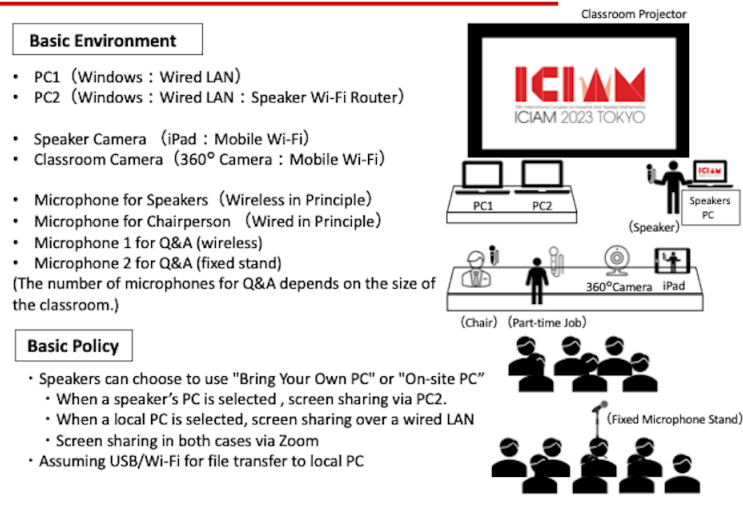 Classroom Projector
Basic Environment
• PC1（Windows：Wired LAN）
• PC2（Windows：Wired LAN：Speaker Wi-Fi Router）
• Speaker Camera （iPad：Mobile Wi-Fi）
• Classroom Camera（360° Camera：Mobile Wi-Fi）
• Microphone for Speakers（Wireless in Principle）
• Microphone for Chairperson （Wired in Principle）
• Microphone 1 for Q&A (wireless)
• Microphone 2 for Q&A (fixed stand)
(The number of microphones for Q&A depends on the size of
the classroom.)
ICIAM
ICIAM 2023 TOKYO
PC1
PC2
ICIAM
Speakers
PC
（Speaker）
360°Camera
iPad
（Chair）
（Part-time Job）
Basic Policy
・Speakers can choose to use "Bring Your Own PC" or "On-site PC”
・When a speaker’s PC is selected , screen sharing via PC2.
・When a local PC is selected, screen sharing over a wired LAN
・Screen sharing in both cases via Zoom
・Assuming USB/Wi-Fi for file transfer to local PC
（Fixed Microphone Stand）